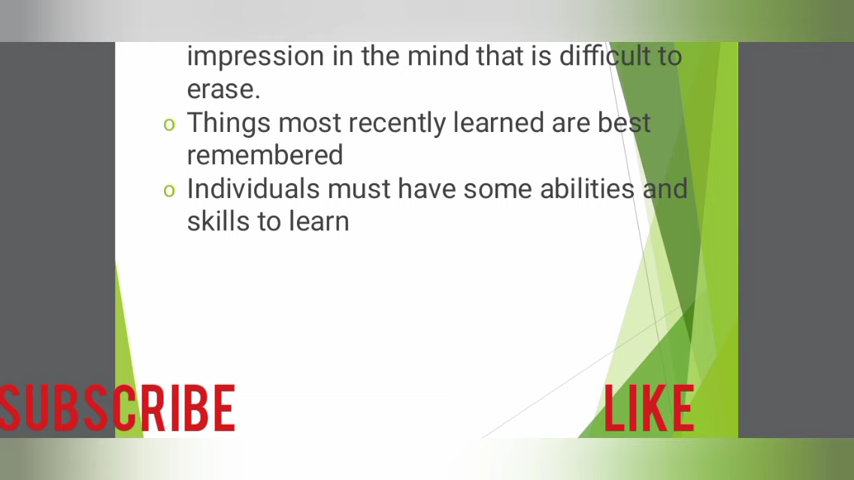 impression in the mind that is difficult to
erase.
o Things most recently learned are best
remembered
o Individuals must have some abilities and
skills to learn
SUBSCRIBE
LIKE